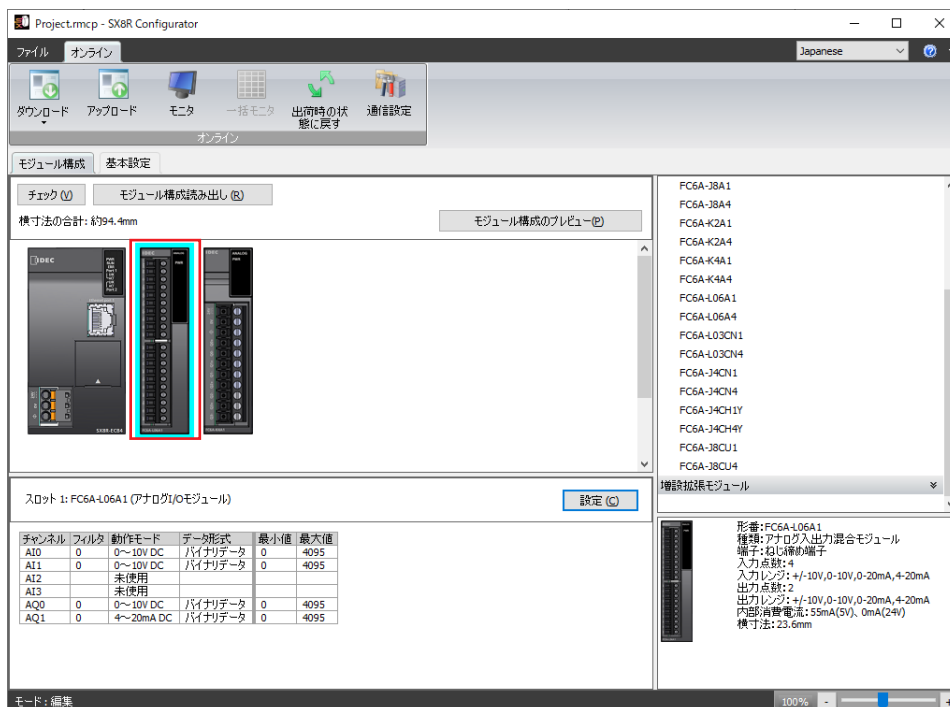 Project.rmcp - SX8R Configurator
ファイル オンライン Japanese
ダウンロード アップロード モニタ 一括モニタ 出荷時の状態に戻す 通信設定
オンライン
モジュール構成 基本設定
チェック(V) モジュール構成読み出し(R)
横寸法の合計: 約94.4mm モジュール構成のプレビュー(P)
IDEC
SX8R-ECB4
FC6A-J8A1
FC6A-J8A4
FC6A-K2A1
FC6A-K2A4
FC6A-K4A1
FC6A-K4A4
FC6A-L06A1
FC6A-L06A4
FC6A-L03CN1
FC6A-L03CN4
FC6A-J4CN1
FC6A-J4CN4
FC6A-J4CH1Y
FC6A-J4CH4Y
FC6A-J8CU1
FC6A-J8CU4
増設拡張モジュール
スロット 1: FC6A-L06A1 (アナログI/Oモジュール) 設定(C)
チャンネル フィルタ 動作モード データ形式 最小値 最大値
AI0 0 0～10V DC バイナリデータ 0 4095
AI1 0 0～10V DC バイナリデータ 0 4095
AI2 未使用
AI3 未使用
AQ0 0 0～10V DC バイナリデータ 0 4095
AQ1 0 4～20mA DC バイナリデータ 0 4095
形番:FC6A-L06A1
種類:アナログ入出力混合モジュール
端子:ねじ締め端子
入力点数:4
入力レンジ:+/-10V,0-10V,0-20mA,4-20mA
出力点数:2
出力レンジ:+/-10V,0-10V,0-20mA,4-20mA
内部消費電流:55mA(5V)、0mA(24V)
横寸法:23.6mm
モード : 編集 100% - +